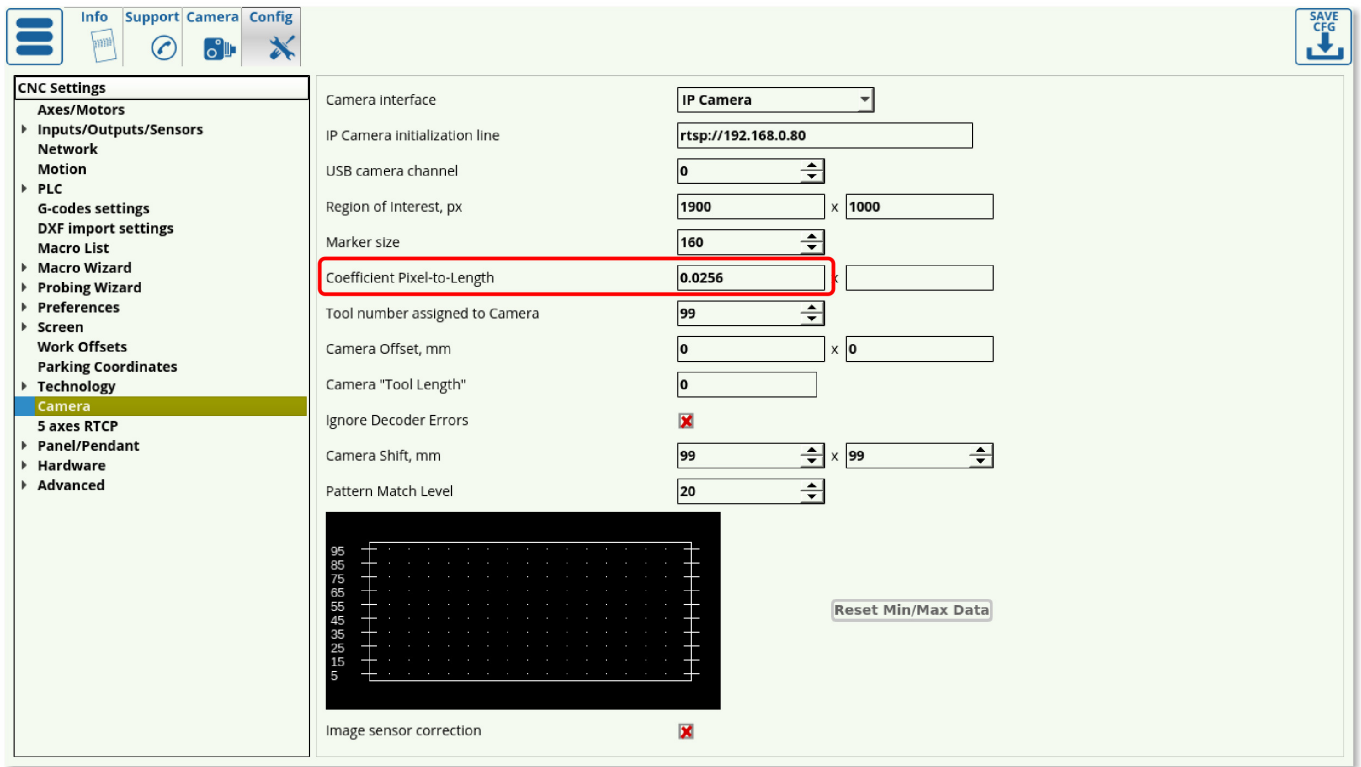 Info Support Camera Config
SAVE
CFG
CNC Settings
Axes/Motors
Inputs/Outputs/Sensors
Network
Motion
PLC
G-codes settings
DXF import settings
Macro List
Macro Wizard
Probing Wizard
Preferences
Screen
Work Offsets
Parking Coordinates
Technology
Camera
5 axes RTCP
Panel/Pendant
Hardware
Advanced
Camera interface IP Camera
IP Camera initialization line rtsp://192.168.0.80
USB camera channel 0
Region of Interest, px 1900 x 1000
Marker size 160
Coefficient Pixel-to-Length 0.0256 x
Tool number assigned to Camera 99
Camera Offset, mm 0 x 0
Camera "Tool Length" 0
Ignore Decoder Errors
Camera Shift, mm 99 x 99
Pattern Match Level 20
95
85
75
65
55
45
35
25
15
5
Reset Min/Max Data
Image sensor correction